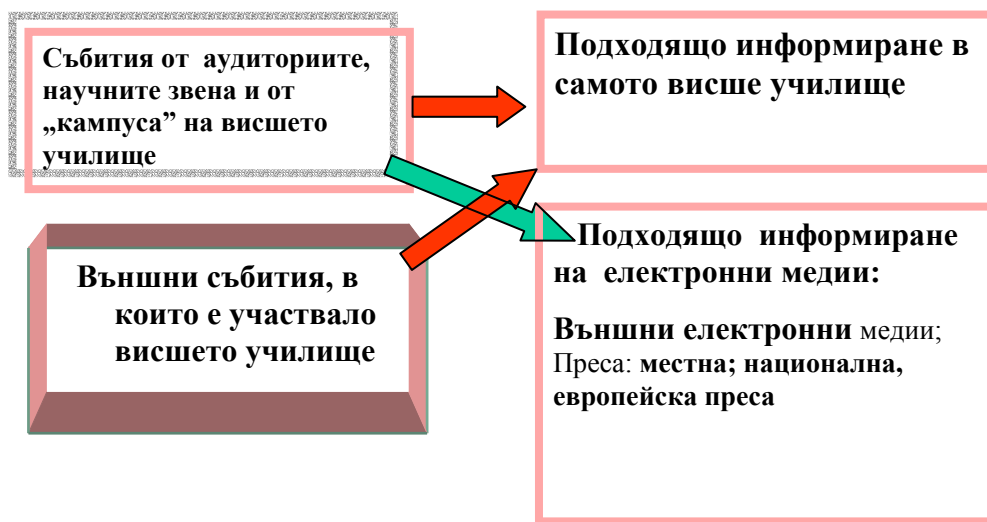 Събития от аудиториите,
научните звена и от
„кампуса” на висшето
училище
Подходящо информиране в
самото висше училище
Външни събития, в
които е участвало
висшето училище
Подходящо информиране
на електронни медии:
Външни електронни медии;
Преса: местна; национална,
европейска преса